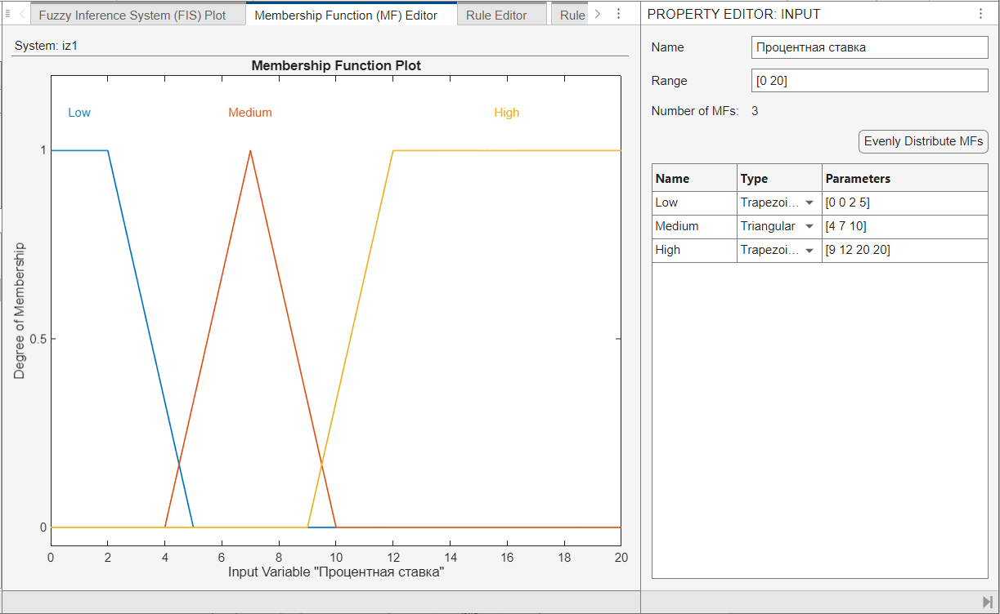 Fuzzy Inference System (FIS) Plot
Membership Function (MF) Editor
Rule Editor
Rule
System: iz1
Membership Function Plot
Low
Medium
High
1
0.5
0
Degree of Membership
0 2 4 6 8 10 12 14 16 18 20
Input Variable "Процентная ставка"
PROPERTY EDITOR: INPUT
Name Процентная ставка
Range [0 20]
Number of MFs: 3
Evenly Distribute MFs
Name Type Parameters
Low Trapezoi... [0 0 2 5]
Medium Triangular [4 7 10]
High Trapezoi... [9 12 20 20]